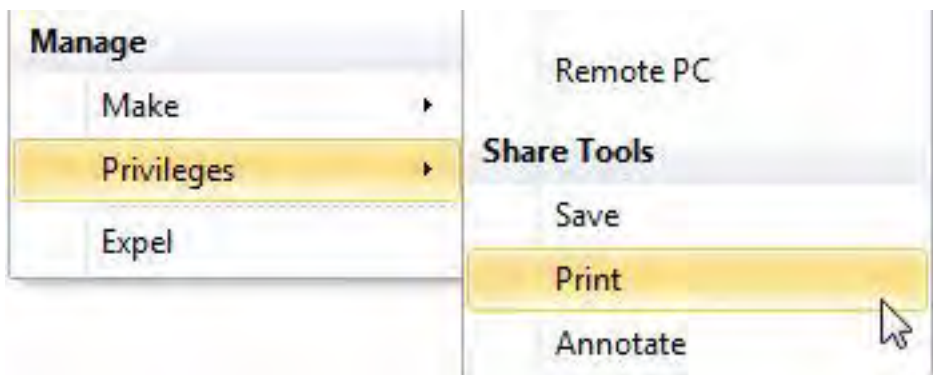 Manage
Make
Privileges
Expel
Remote PC
Share Tools
Save
Print
Annotate